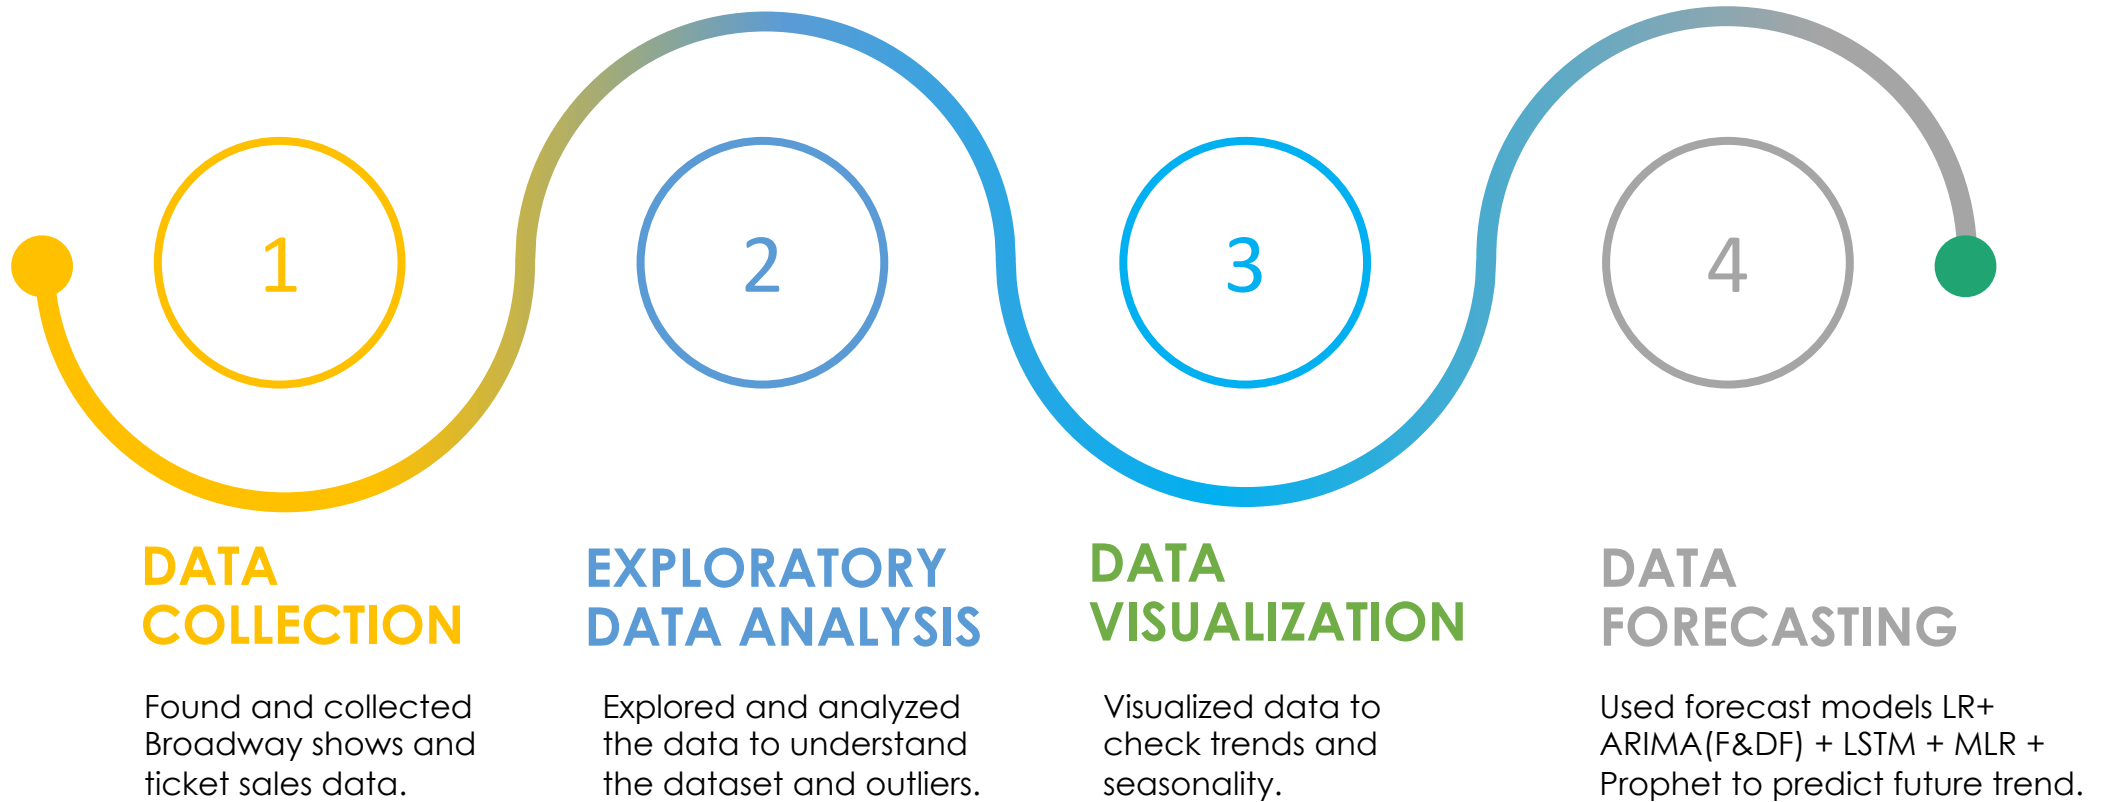 1
DATA
COLLECTION
Found and collected
Broadway shows and
ticket sales data.
2
EXPLORATORY
DATA ANALYSIS
Explored and analyzed
the data to understand
the dataset and outliers.
3
DATA
VISUALIZATION
Visualized data to
check trends and
seasonality.
4
DATA
FORECASTING
Used forecast models LR+
ARIMA(F&DF) + LSTM + MLR +
Prophet to predict future trend.